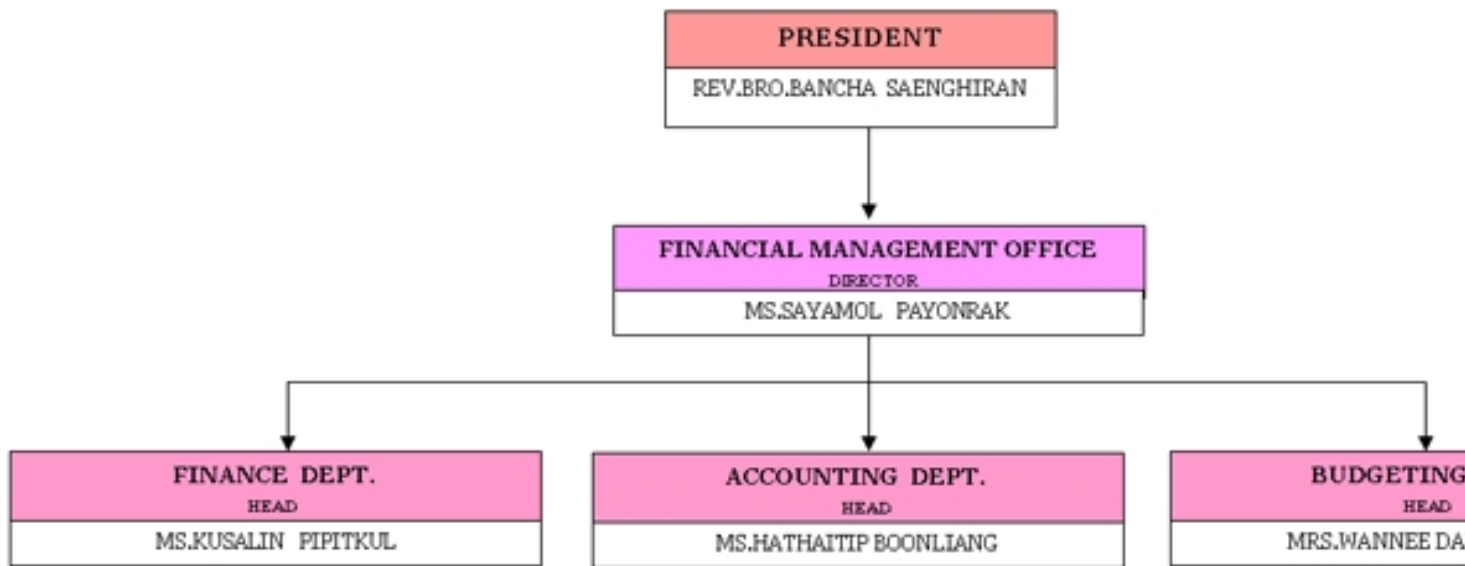 PRESIDENT
REV.BRO.BANCHA SAENGHIRAN
FINANCIAL MANAGEMENT OFFICE
DIRECTOR
MS.SAYAMOL PAYONRAK
FINANCE DEPT.
HEAD
MS.KUSALIN PIPITKUL
ACCOUNTING DEPT.
HEAD
MS.HATHAITIP BOONLIANG
BUDGETING
HEAD
MRS.WANNEE